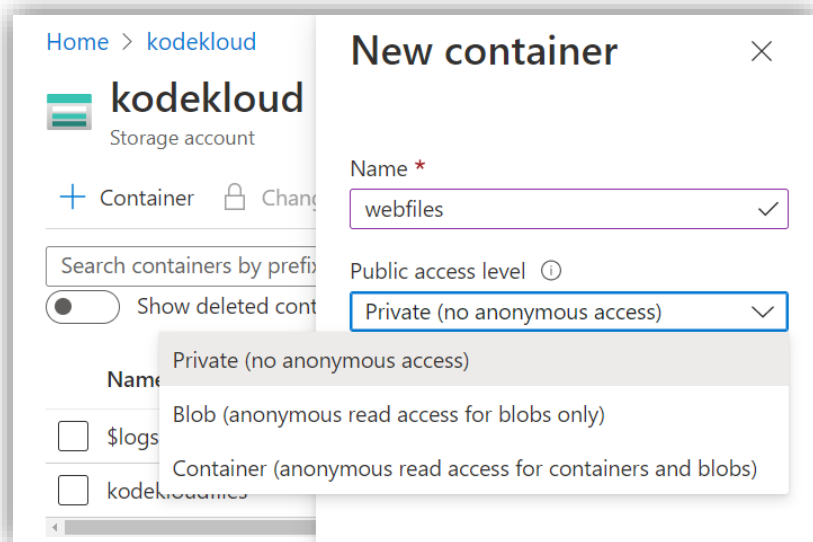 Home > kodekloud
kodekloud
Storage account
+ Container
Search containers by prefi
Show deleted cont
Name
$logs
kodekloudfiles
New container
Name *
webfiles
Public access level
Private (no anonymous access)
Private (no anonymous access)
Blob (anonymous read access for blobs only)
Container (anonymous read access for containers and blobs)